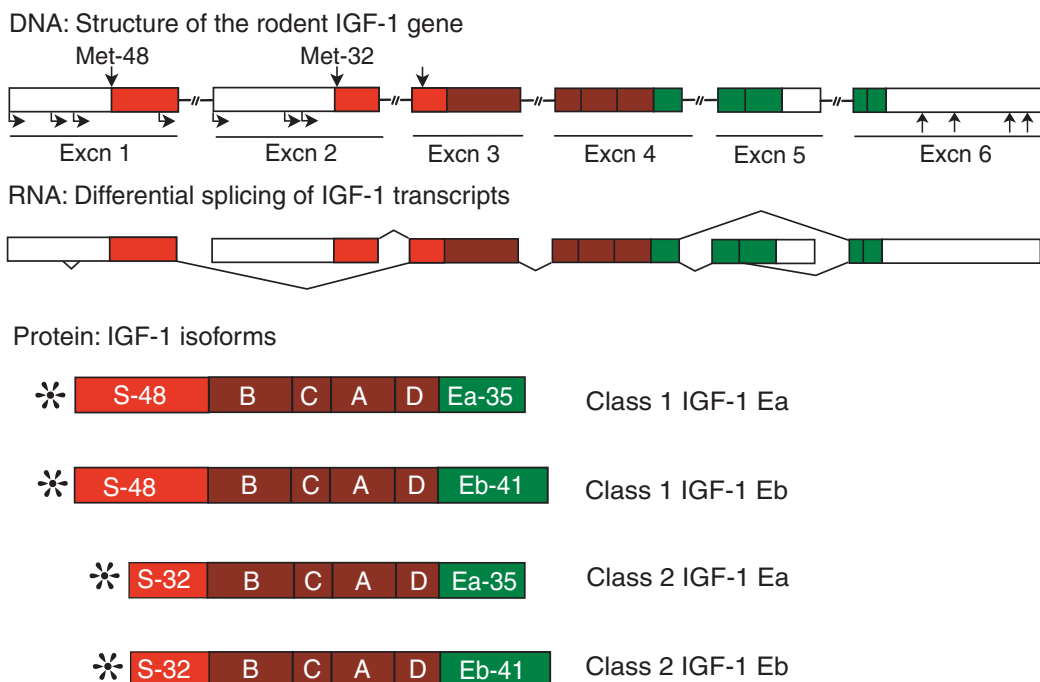 DNA: Structure of the rodent IGF-1 gene
Met-48 Met-32
Excn 1 Excn 2 Excn 3 Excn 4 Excn 5 Excn 6
RNA: Differential splicing of IGF-1 transcripts
Protein: IGF-1 isoforms
S-48 B C A D Ea-35 Class 1 IGF-1 Ea
S-48 B C A D Eb-41 Class 1 IGF-1 Eb
S-32 B C A D Ea-35 Class 2 IGF-1 Ea
S-32 B C A D Eb-41 Class 2 IGF-1 Eb